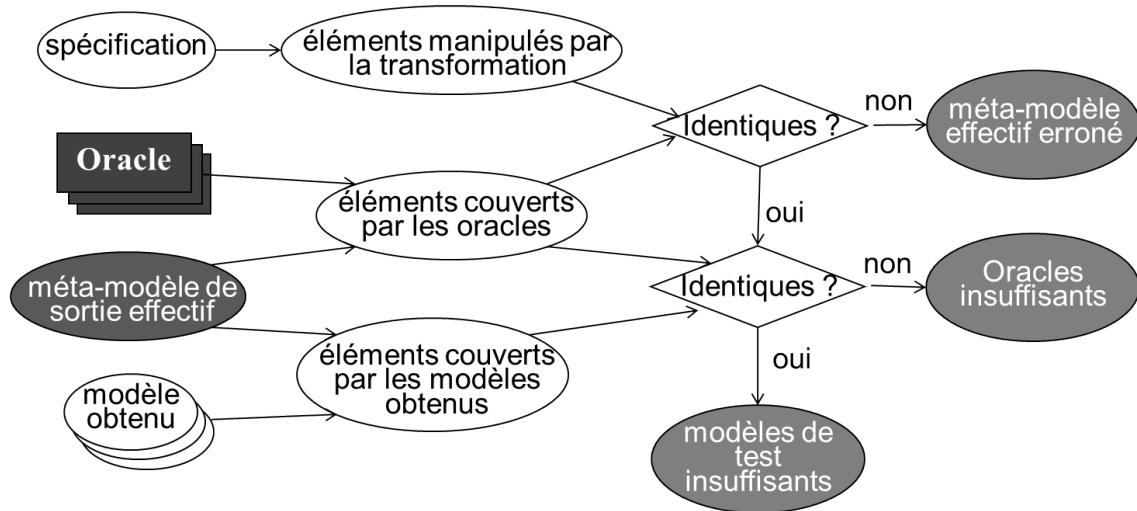 spécification
éléments manipulés par
la transformation
Identiques ?
non
méta-modèle
effectif erroné
Oracle
éléments couverts
par les oracles
oui
méta-modèle de
sortie effectif
Identiques ?
non
Oracles
insuffisants
éléments couverts
par les modèles
obtenus
oui
modèle
obtenu
modèles de
test
insuffisants